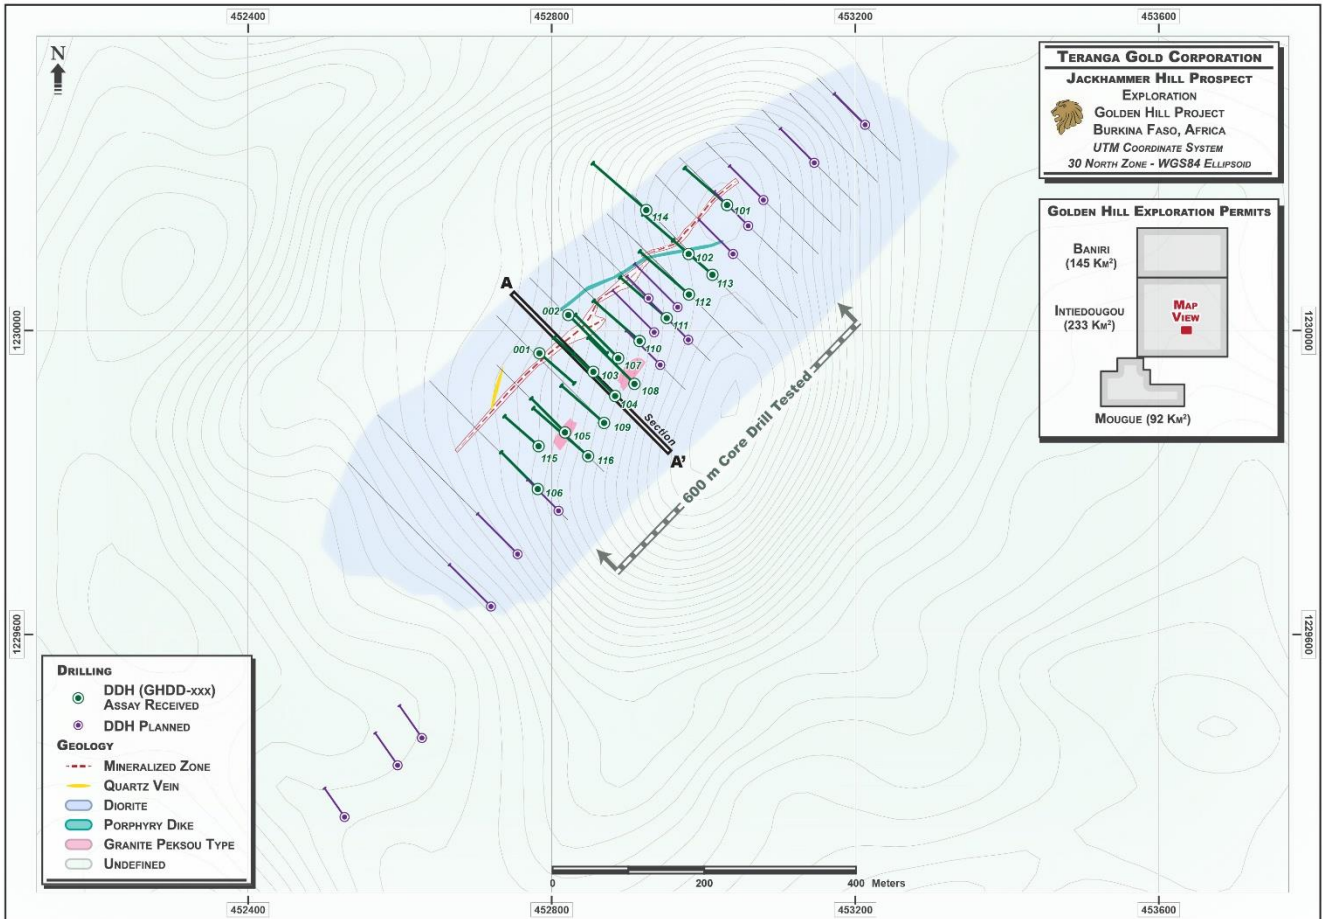 452400
452800
453200
453600
N
TERANGA GOLD CORPORATION
JACKHAMMER HILL PROSPECT
EXPLORATION
GOLDEN HILL PROJECT
BURKINA FASO, AFRICA
UTM COORDINATE SYSTEM
30 NORTH ZONE - WGS84 ELLIPSOID
GOLDEN HILL EXPLORATION PERMITS
BANIRI
(145 KM²)
INTIEDOUGOU
(233 KM²)
MAP
VIEW
MOUGUE (92 KM²)
1230000
1230000
1229600
1229600
114
101
102
113
112
A
002
111
110
001
107
103
108
104
109
Section
A'
105
115
116
106
600 m Core Drill Tested
DRILLING
DDH (GHDD-XXX)
ASSAY RECEIVED
DDH PLANNED
GEOLOGY
MINERALIZED ZONE
QUARTZ VEIN
DIORITE
PORPHYRY DIKE
GRANITE PEKSOU TYPE
UNDEFINED
0 200 400 Meters
452400
452800
453200
453600